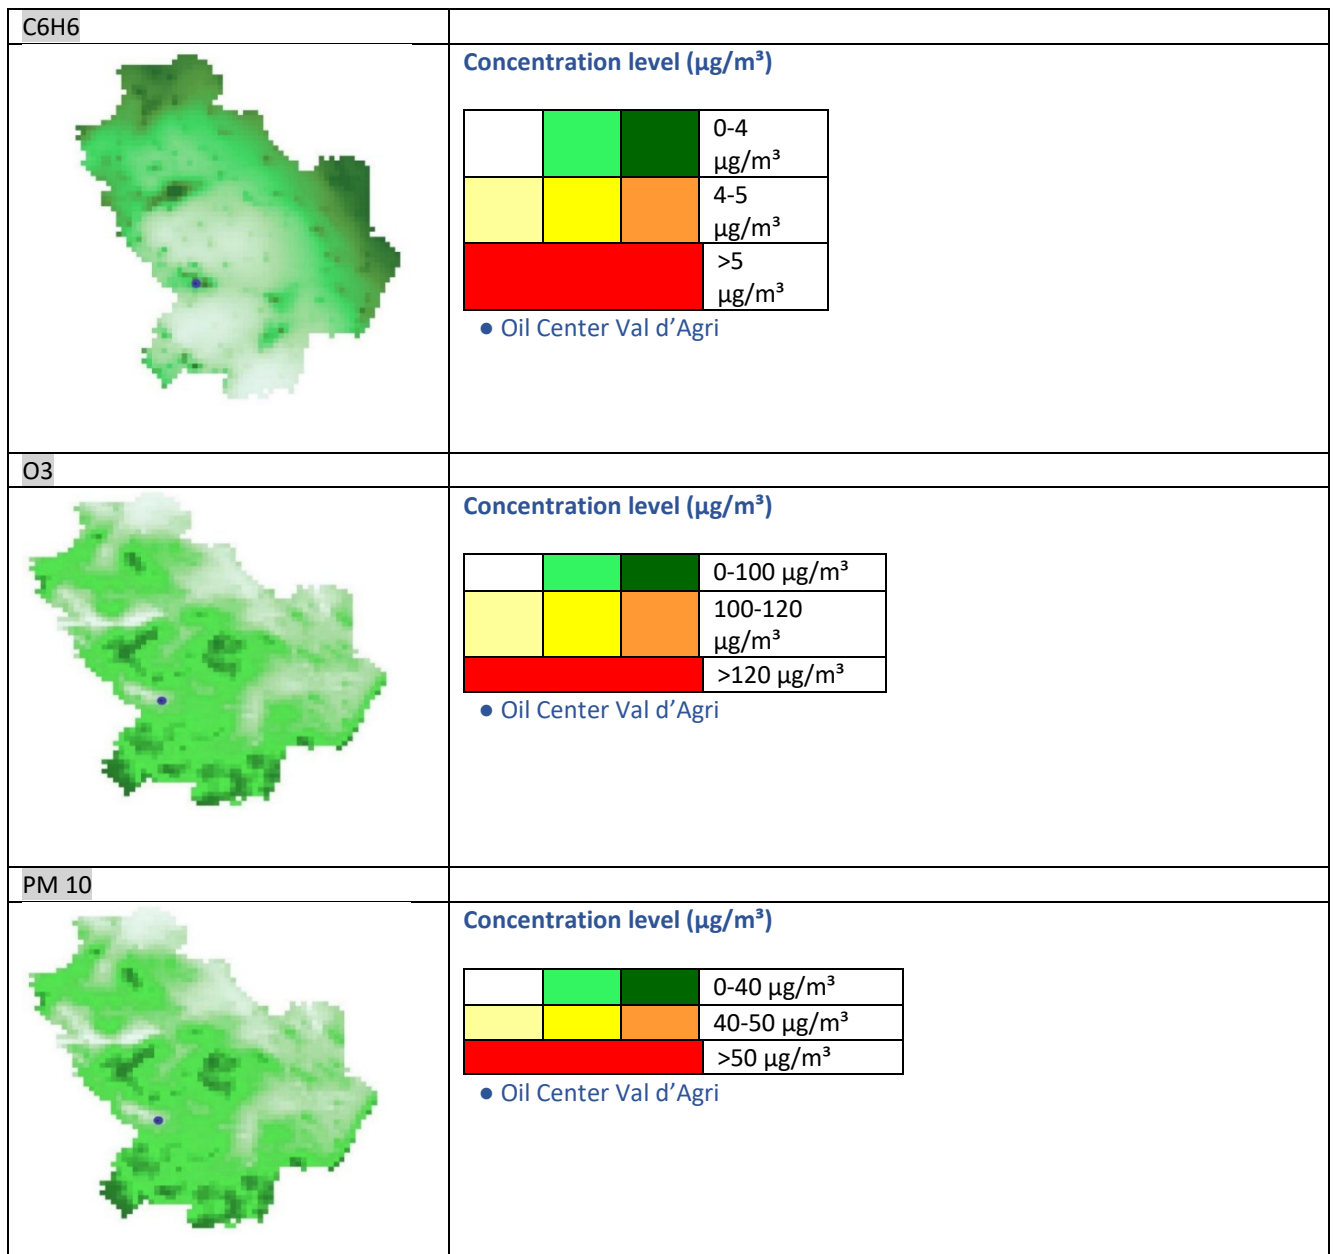 C6H6
Concentration level (µg/m³)
0-4
µg/m³
4-5
µg/m³
>5
µg/m³
● Oil Center Val d’Agri
O3
Concentration level (µg/m³)
0-100 µg/m³
100-120
µg/m³
>120 µg/m³
● Oil Center Val d’Agri
PM 10
Concentration level (µg/m³)
0-40 µg/m³
40-50 µg/m³
>50 µg/m³
● Oil Center Val d’Agri